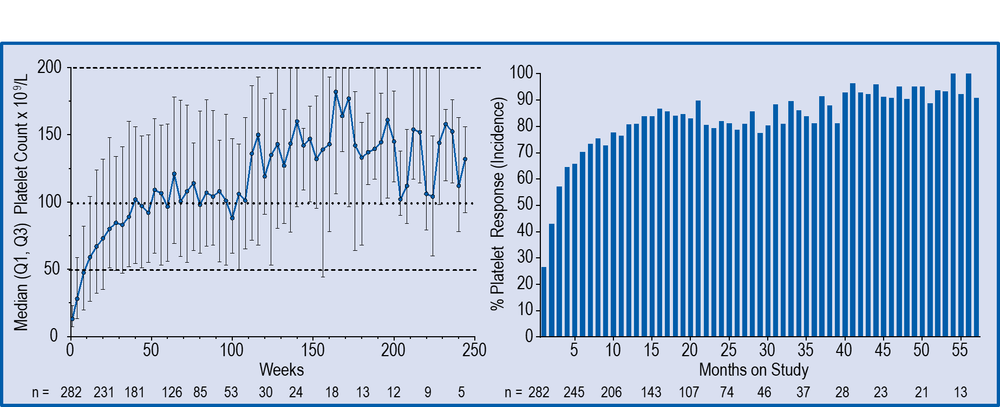 Median (Q1, Q3) Platelet Count x 10⁹/L
200
150
100
50
0
0 50 100 150 200 250
Weeks
n = 282 231 181 126 85 53 30 24 18 13 12 9 5
% Platelet Response (Incidence)
100
90
80
70
60
50
40
30
20
10
0
5 10 15 20 25 30 35 40 45 50 55
Months on Study
n = 282 245 206 143 107 74 46 37 28 23 21 13